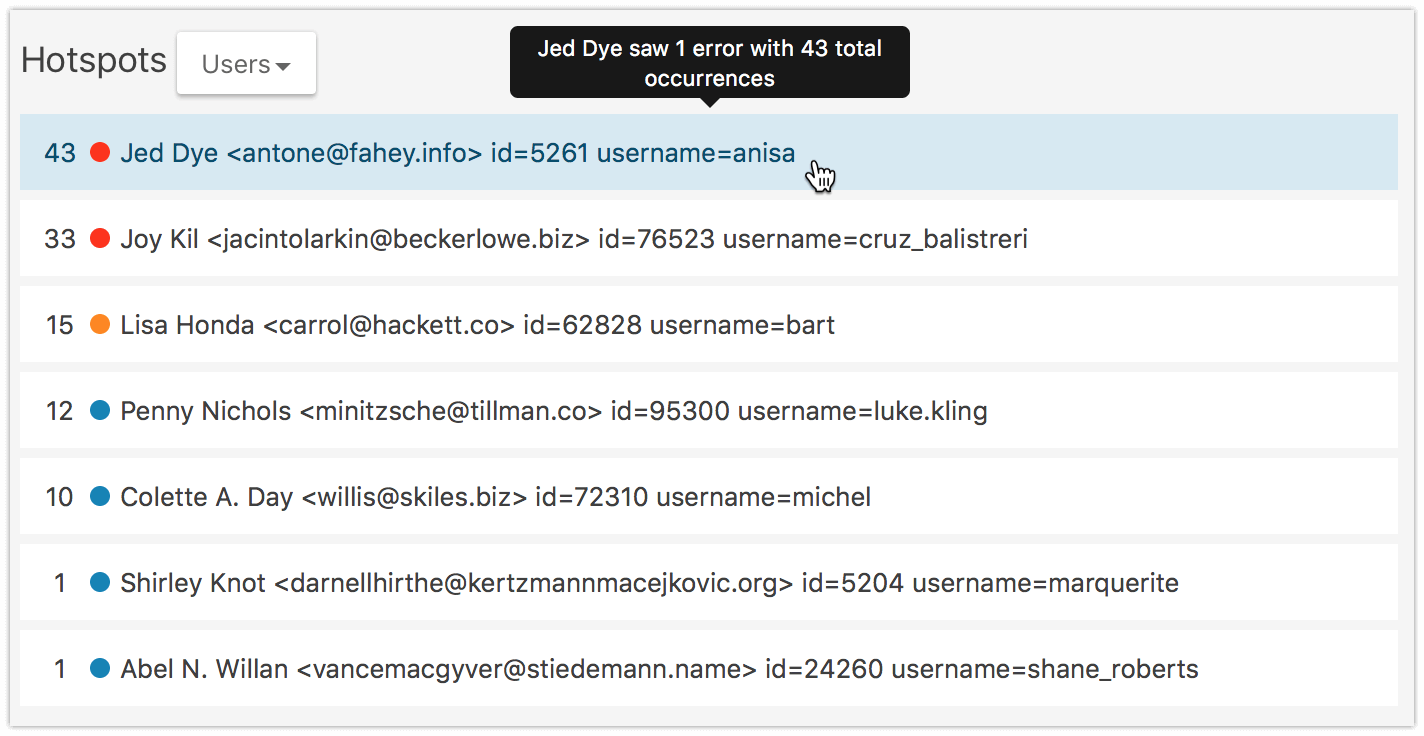 Hotspots Users
Jed Dye saw 1 error with 43 total
occurrences
43 Jed Dye <antone@fahey.info> id=5261 username=anisa
33 Joy Kil <jacintolarkin@beckerlowe.biz> id=76523 username=cruz_balistreri
15 Lisa Honda <carrol@hackett.co> id=62828 username=bart
12 Penny Nichols <minitzsche@tillman.co> id=95300 username=luke.kling
10 Colette A. Day <willis@skiles.biz> id=72310 username=michel
1 Shirley Knot <darnellhirthe@kertzmannmacejkovic.org> id=5204 username=marquerite
1 Abel N. Willan <vancemacgyver@stiedemann.name> id=24260 username=shane_roberts